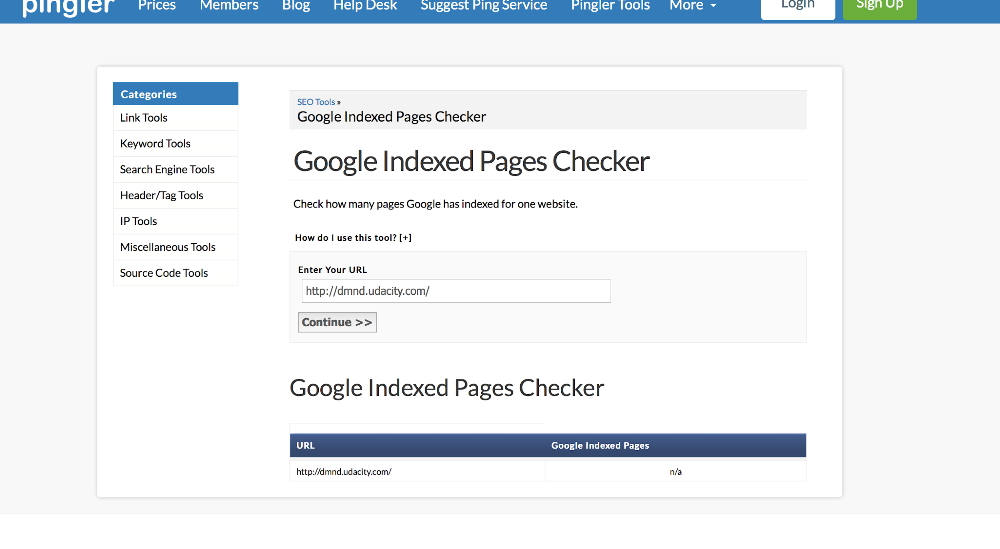 pingler Prices Members Blog Help Desk Suggest Ping Service Pingler Tools More Login Sign Up
Categories
Link Tools
Keyword Tools
Search Engine Tools
Header/Tag Tools
IP Tools
Miscellaneous Tools
Source Code Tools
SEO Tools »
Google Indexed Pages Checker
Google Indexed Pages Checker
Check how many pages Google has indexed for one website.
How do I use this tool? [+]
Enter Your URL
http://dmnd.udacity.com/
Continue >>
Google Indexed Pages Checker
URL Google Indexed Pages
http://dmnd.udacity.com/ n/a